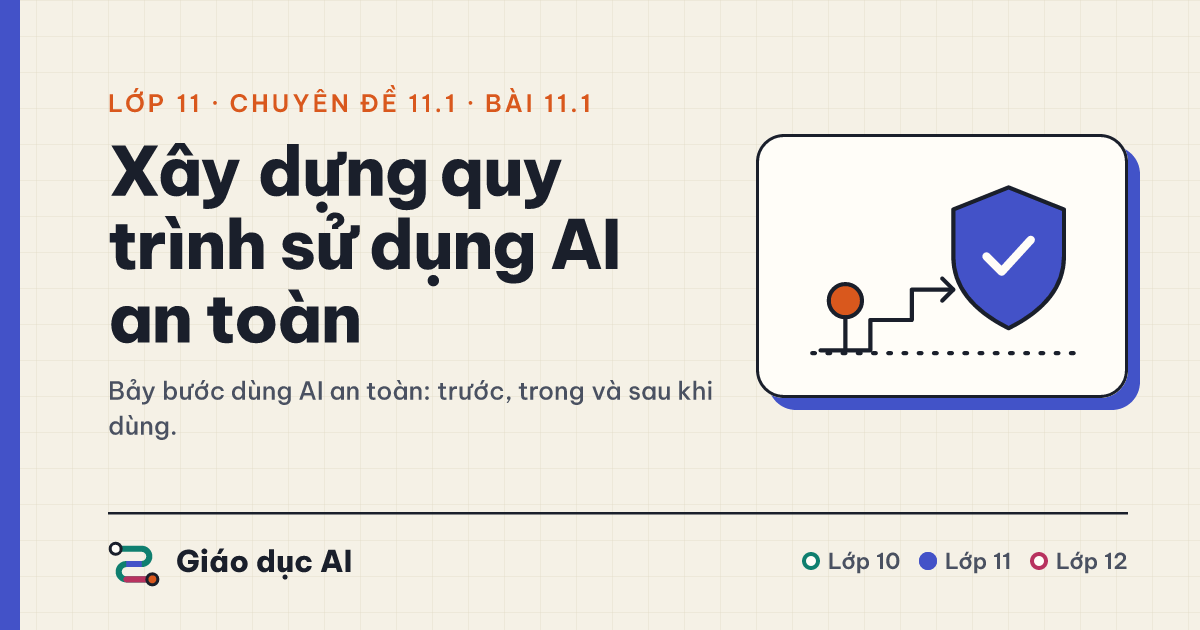 LỚP 11 · CHUYÊN ĐỀ 11.1 · BÀI 11.1
Xây dựng quy
trình sử dụng AI
an toàn
Bảy bước dùng AI an toàn: trước, trong và sau khi
dùng.
Giáo dục AI
Lớp 10
Lớp 11
Lớp 12